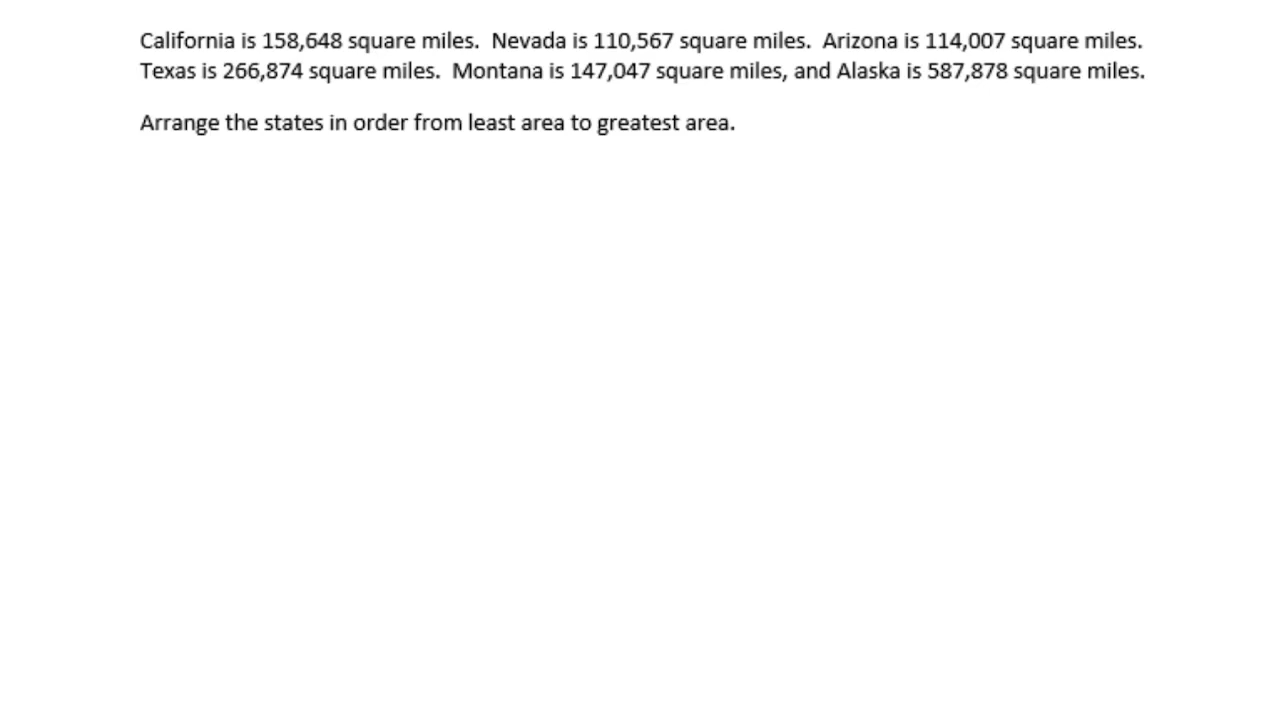 California is 158,648 square miles.  Nevada is 110,567 square miles.  Arizona is 114,007 square miles.
Texas is 266,874 square miles.  Montana is 147,047 square miles, and Alaska is 587,878 square miles.
Arrange the states in order from least area to greatest area.